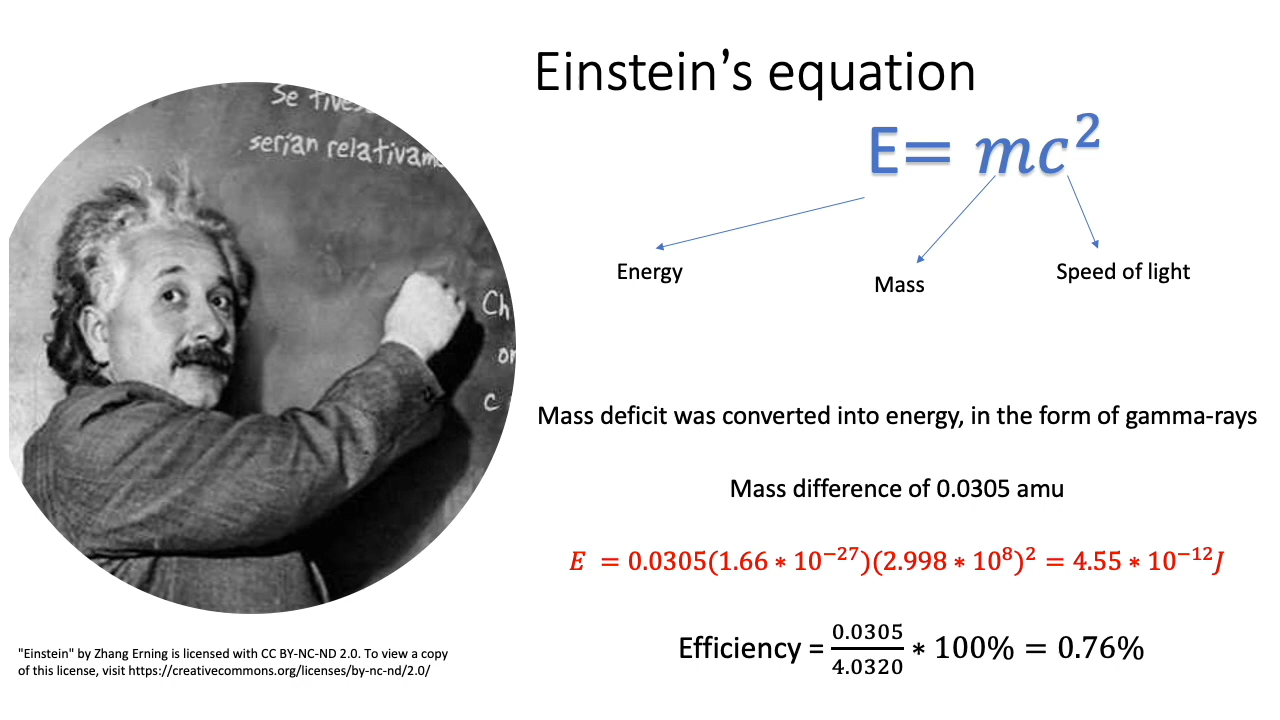 Einstein’s equation
E= 𝑚𝑐²
Energy
Mass
Speed of light
Se
serían
Ch
c
Mass deficit was converted into energy, in the form of gamma-rays
Mass difference of 0.0305 amu
𝐸 = 0.0305(1.66 ∗ 10⁻²⁷)(2.998 ∗ 10⁸)² = 4.55 ∗ 10⁻¹²𝐽
Efficiency = 0.0305/4.0320 ∗ 100% = 0.76%
"Einstein" by Zhang Erning is licensed with CC BY-NC-ND 2.0. To view a copy
of this license, visit https://creativecommons.org/licenses/by-nc-nd/2.0/